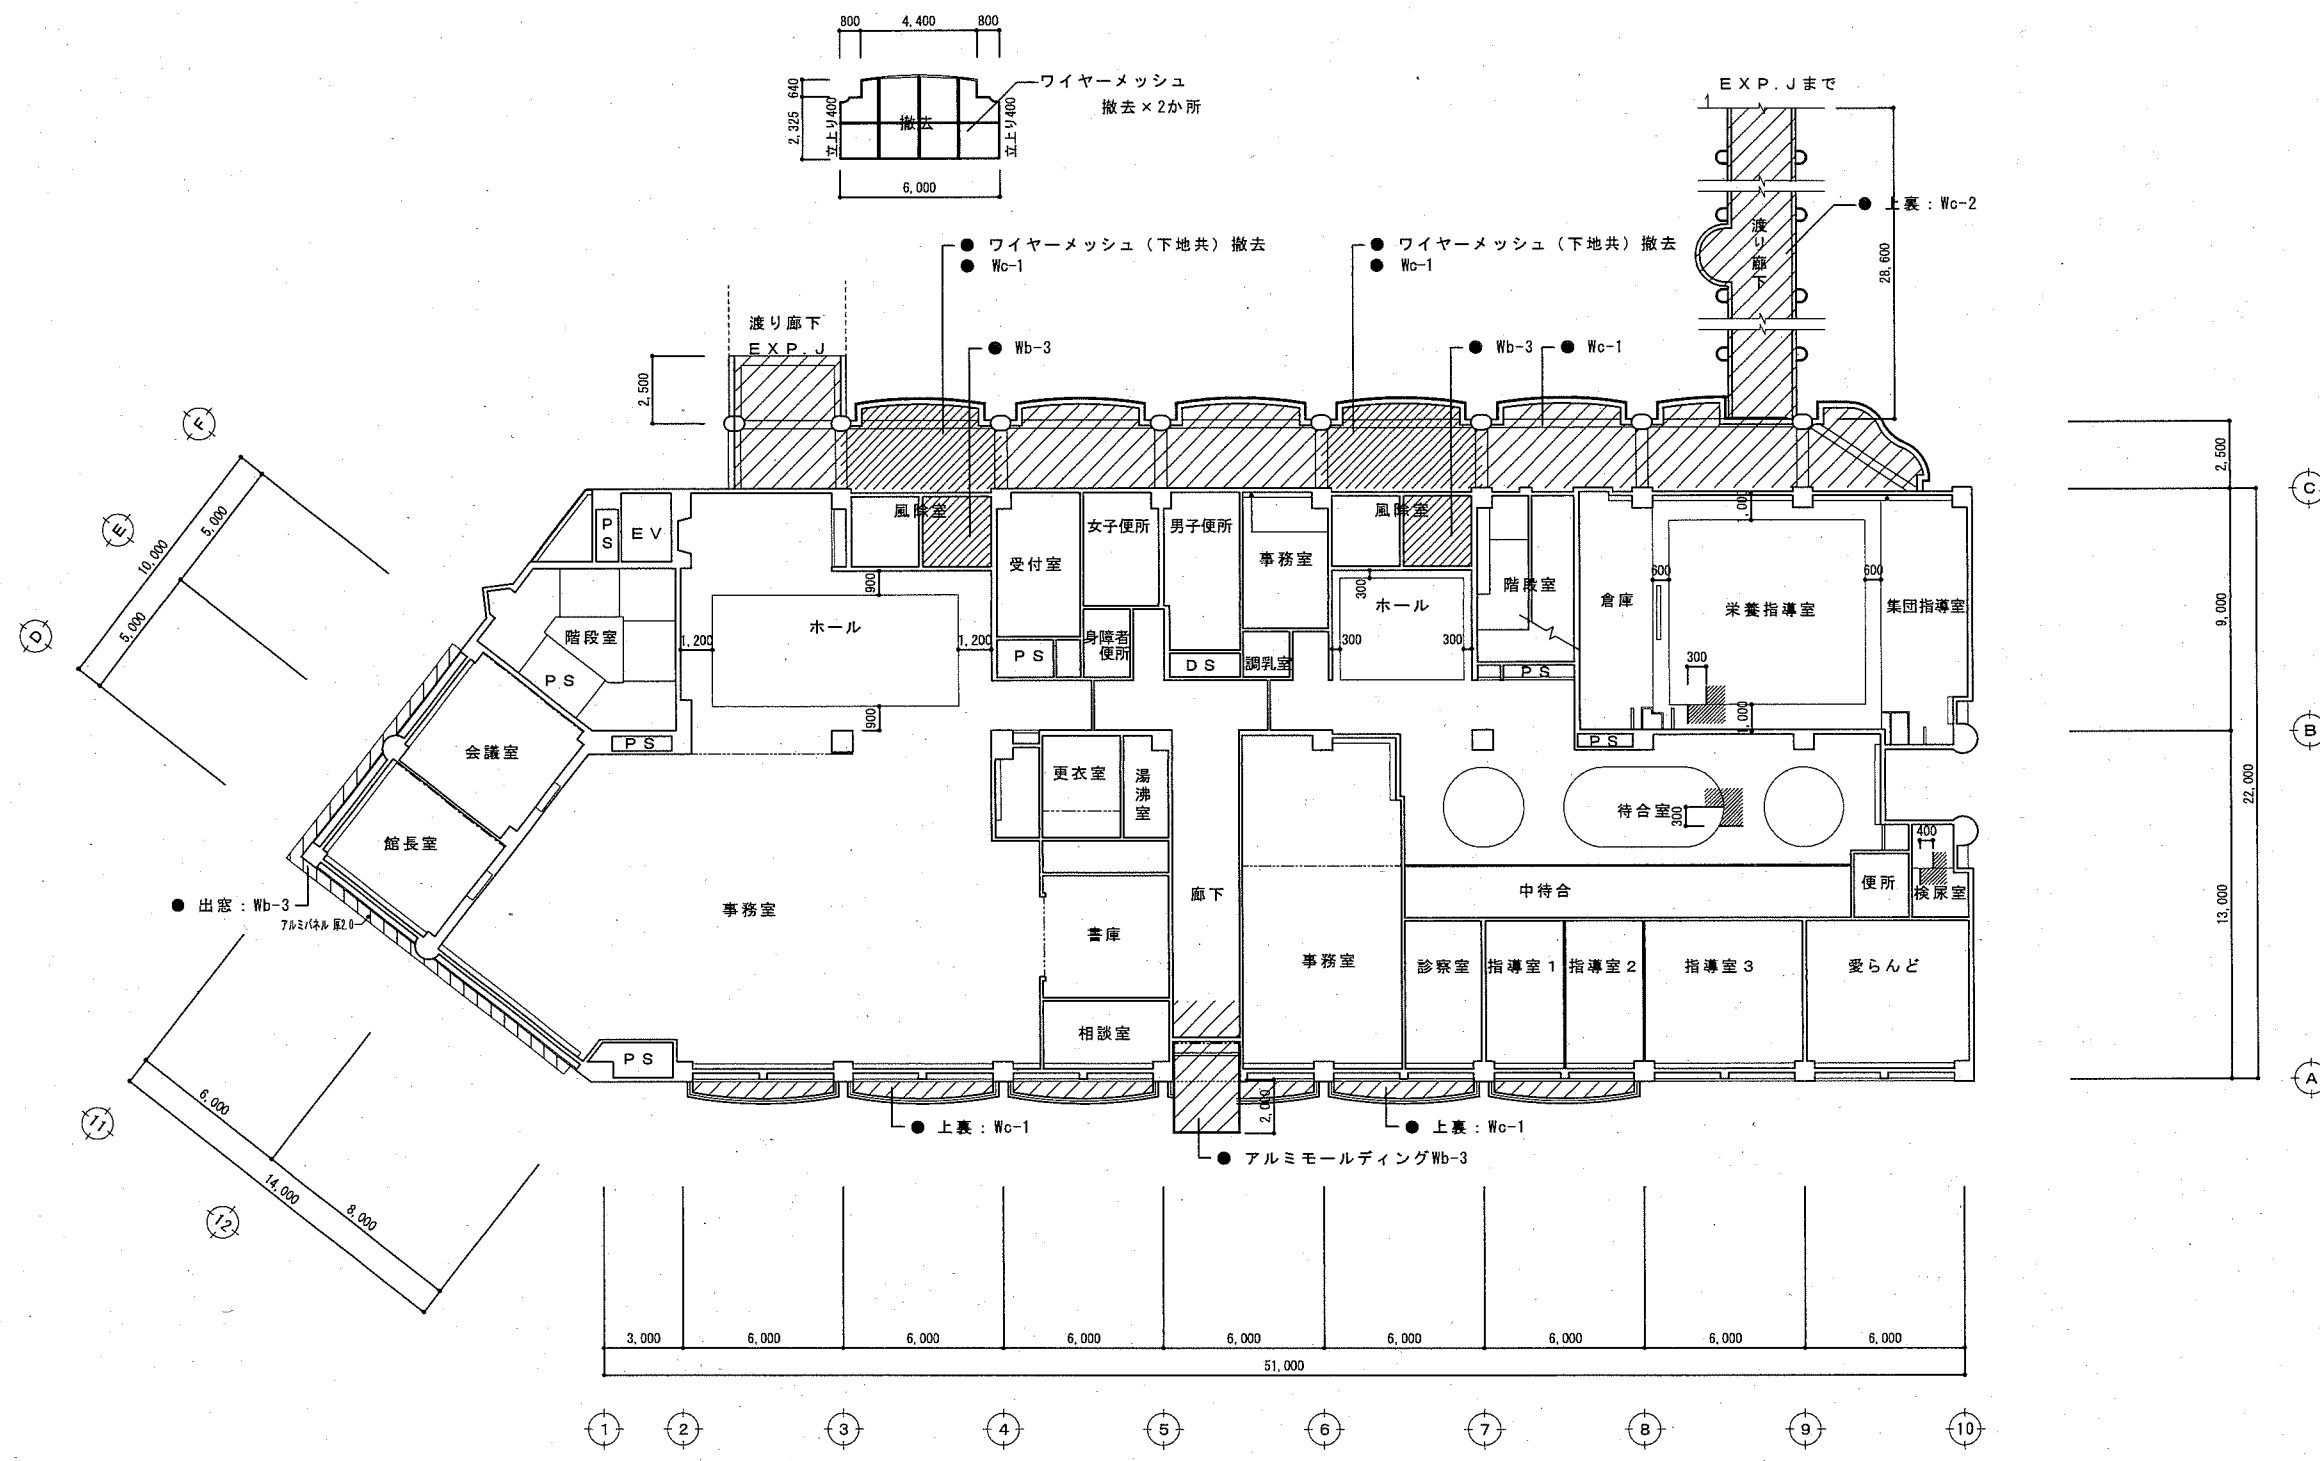 800 4,400 800
640
2,325
立上り400
撤去
立上り400
6,000
ワイヤーメッシュ
撤去×2か所
EXP.Jまで
● 上裏：Wc-2
渡り廊下
28,600
● ワイヤーメッシュ（下地共）撤去
● Wc-1
● ワイヤーメッシュ（下地共）撤去
● Wc-1
渡り廊下
EXP.J
2,500
● Wb-3
● Wb-3
● Wc-1
F
E
D
5,000
10,000
5,000
2,500
C
9,000
B
22,000
13,000
A
PS
EV
風除室
受付室
女子便所
男子便所
事務室
風除室
階段室
倉庫
栄養指導室
集団指導室
1,000
600
600
300
1,000
階段室
PS
ホール
900
1,200
1,200
900
PS
身障者
便所
DS
調乳室
ホール
300
300
300
PS
PS
PS
会議室
館長室
更衣室
湯沸室
待合室
300
400
● 出窓：Wb-3
アルミパネル 厚2.0
事務室
書庫
廊下
中待合
便所
検尿室
事務室
診察室
指導室1
指導室2
指導室3
愛らんど
相談室
PS
2,000
● 上裏：Wc-1
● 上裏：Wc-1
● アルミモールディングWb-3
6,000
14,000
8,000
11
12
3,000 6,000 6,000 6,000 6,000 6,000 6,000 6,000 6,000
51,000
1 2 3 4 5 6 7 8 9 10